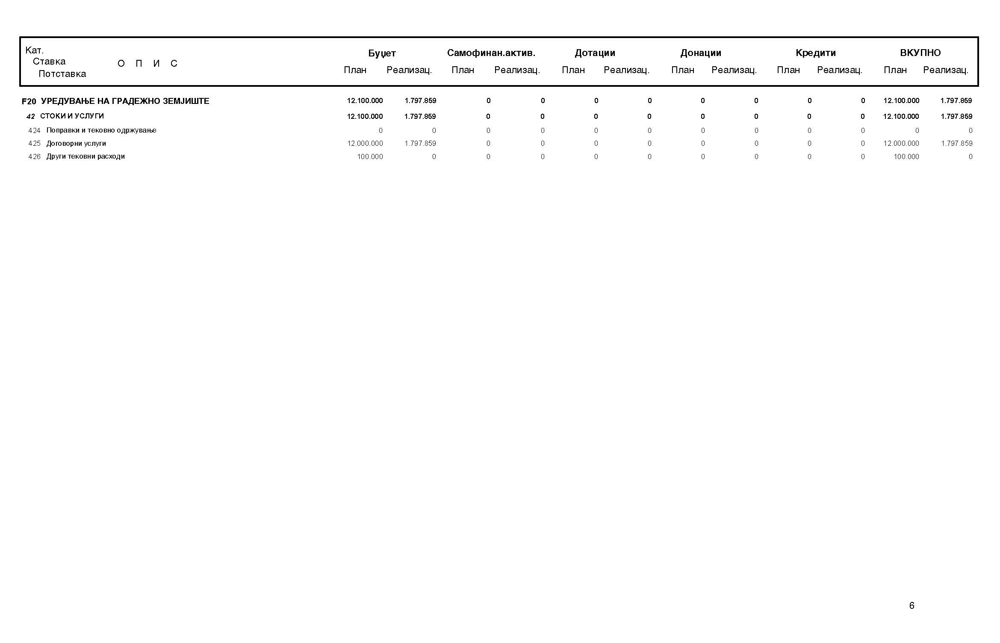 Кат.
Ставка
Потставка
О П И С
Буџет Самофинан.актив. Дотации Донации Кредити ВКУПНО
План Реализац. План Реализац. План Реализац. План Реализац. План Реализац. План Реализац.
F20 УРЕДУВАЊЕ НА ГРАДЕЖНО ЗЕМЈИШТЕ 12.100.000 1.797.859 0 0 0 0 0 0 0 0 12.100.000 1.797.859
42 СТОКИ И УСЛУГИ 12.100.000 1.797.859 0 0 0 0 0 0 0 0 12.100.000 1.797.859
424 Поправки и тековно одржување 0 0 0 0 0 0 0 0 0 0 0 0
425 Договорни услуги 12.000.000 1.797.859 0 0 0 0 0 0 0 0 12.000.000 1.797.859
426 Други тековни расходи 100.000 0 0 0 0 0 0 0 0 0 100.000 0
6